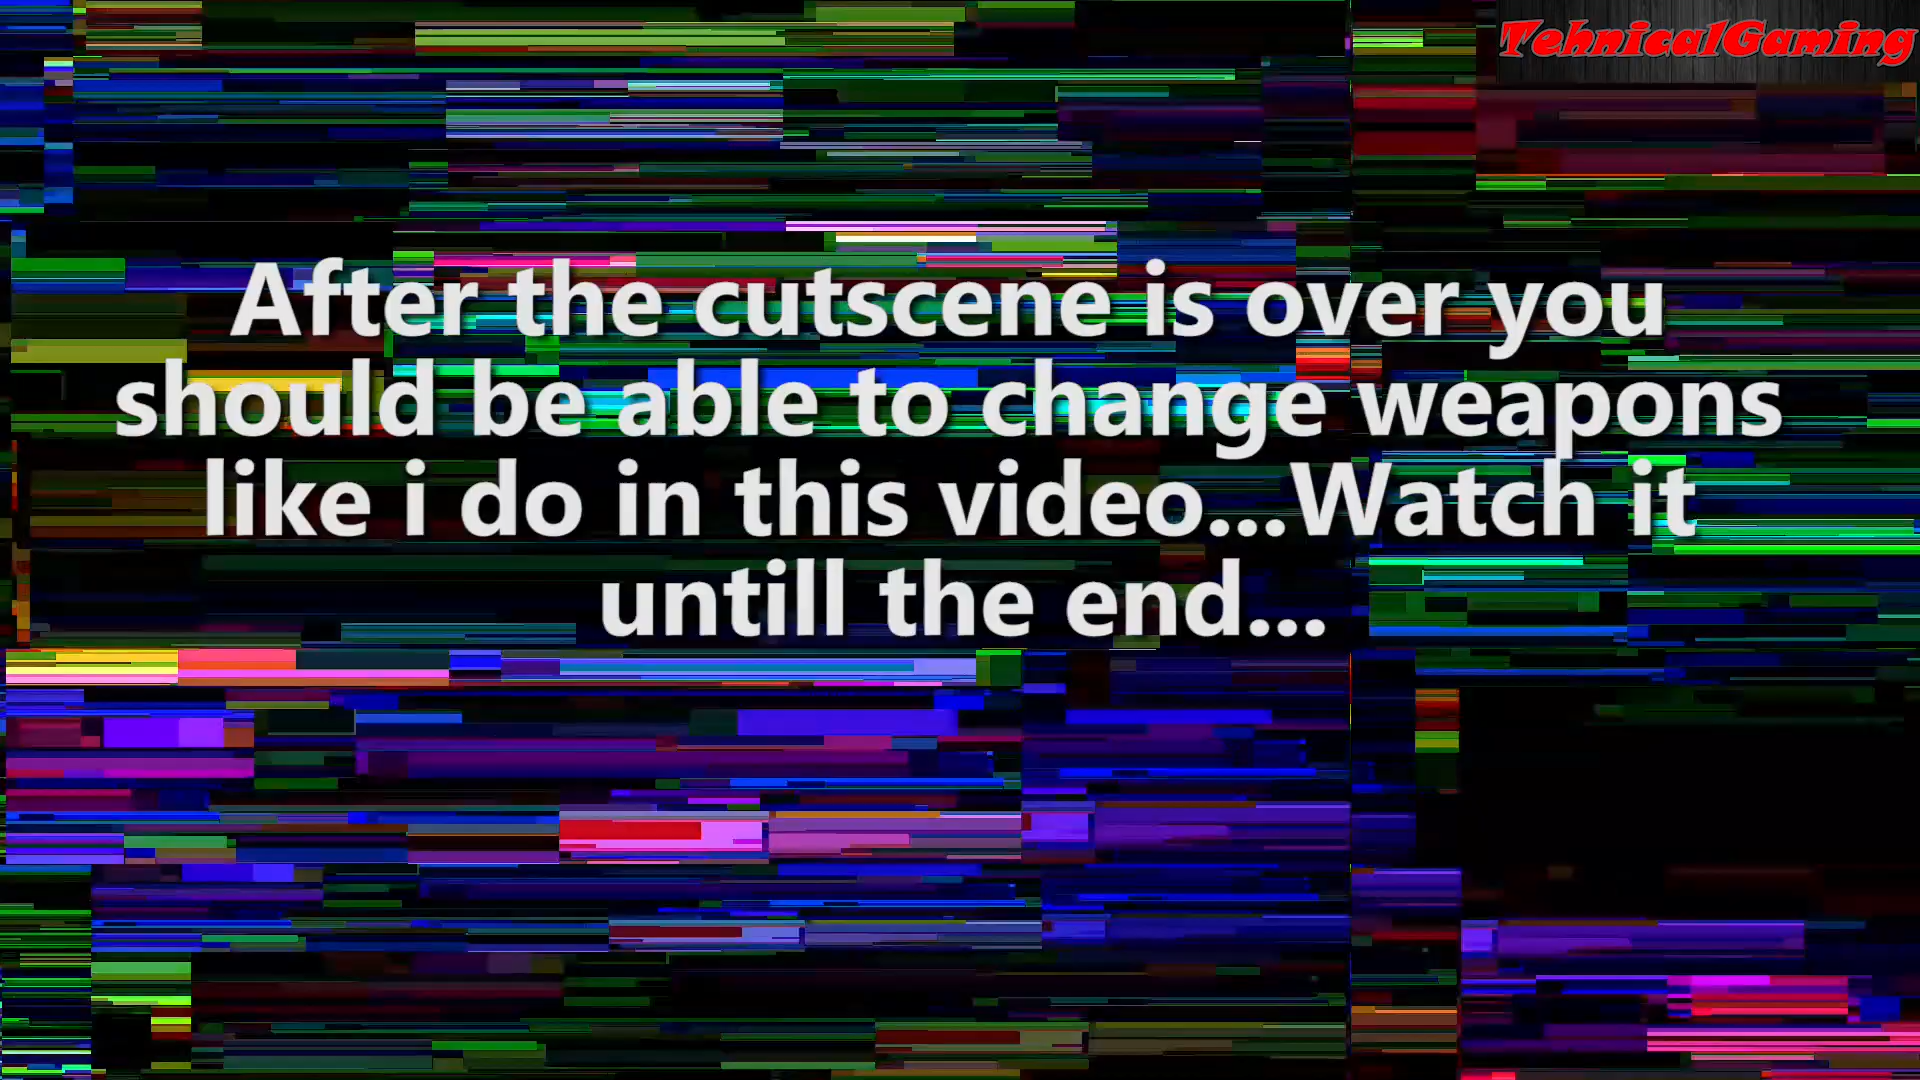 TehnicalGaming
After the cutscene is over you
should be able to change weapons
like i do in this video...Watch it
untill the end...